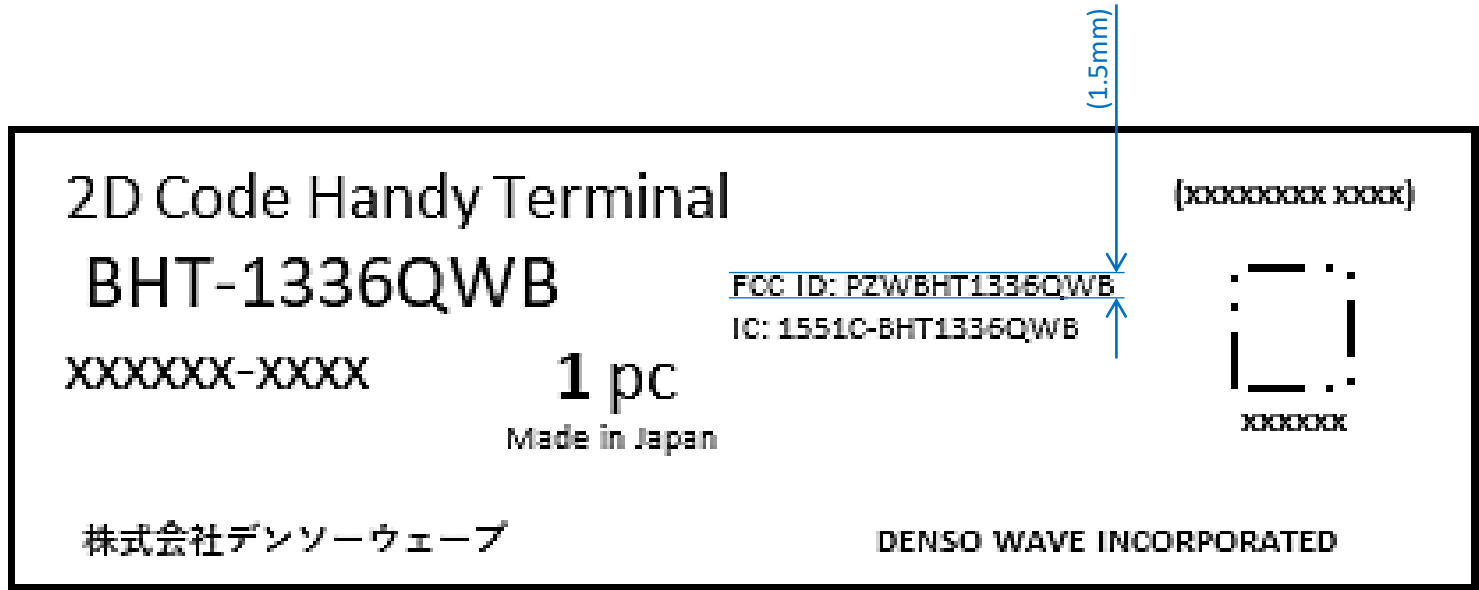 (1.5mm)
2D Code Handy Terminal
(xxxxxxxx xxxx)
BHT-1336QWB
FCC ID: PZWBHT1336QWB
IC: 1551C-BHT1336QWB
xxxxxx-xxxx
1 pc
xxxxxx
Made in Japan
株式会社デンソーウェーブ
DENSO WAVE INCORPORATED